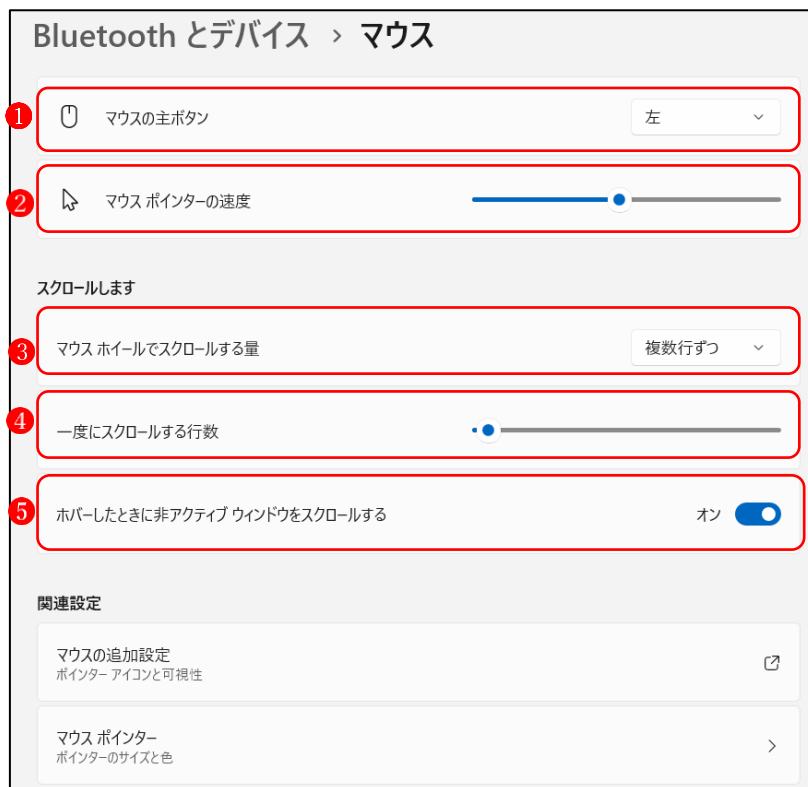 Bluetooth とデバイス › マウス
❶ マウスの主ボタン 左
❷ マウス ポインターの速度
スクロールします
❸ マウス ホイールでスクロールする量 複数行ずつ
❹ 一度にスクロールする行数
❺ ホバーしたときに非アクティブ ウィンドウをスクロールする オン
関連設定
マウスの追加設定
ポインター アイコンと可視性
マウス ポインター
ポインターのサイズと色